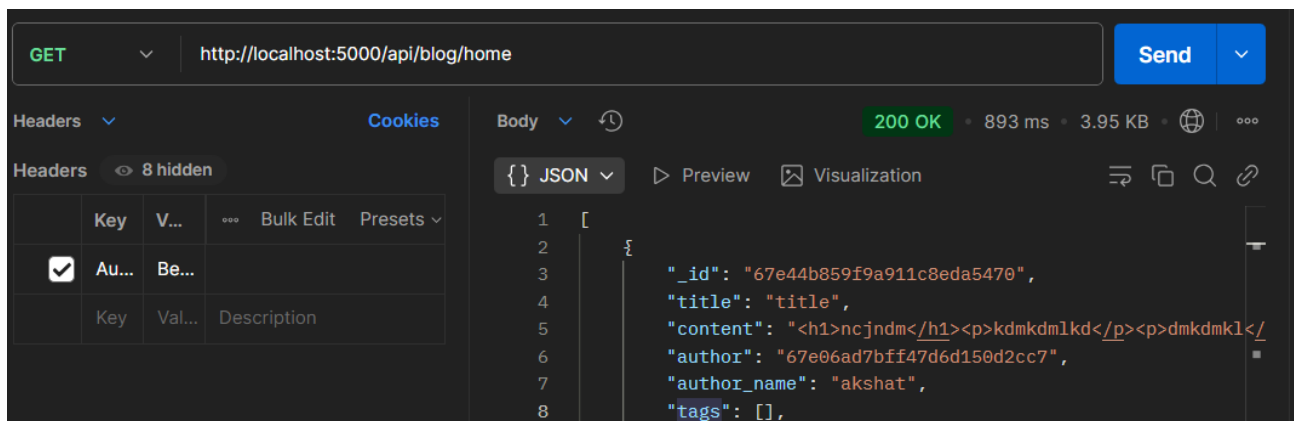 GET http://localhost:5000/api/blog/home Send
Headers Cookies
Body 200 OK • 893 ms • 3.95 KB •
Headers 8 hidden
{} JSON Preview Visualization
Key V... Bulk Edit Presets
Au... Be...
Key Val... Description
1 [
2 {
3 "_id": "67e44b859f9a911c8eda5470",
4 "title": "title",
5 "content": "<h1>ncjndm</h1><p>kdmkdmlkd</p><p>dmkdmkl</
6 "author": "67e06ad7bff47d6d150d2cc7",
7 "author_name": "akshat",
8 "tags": [],